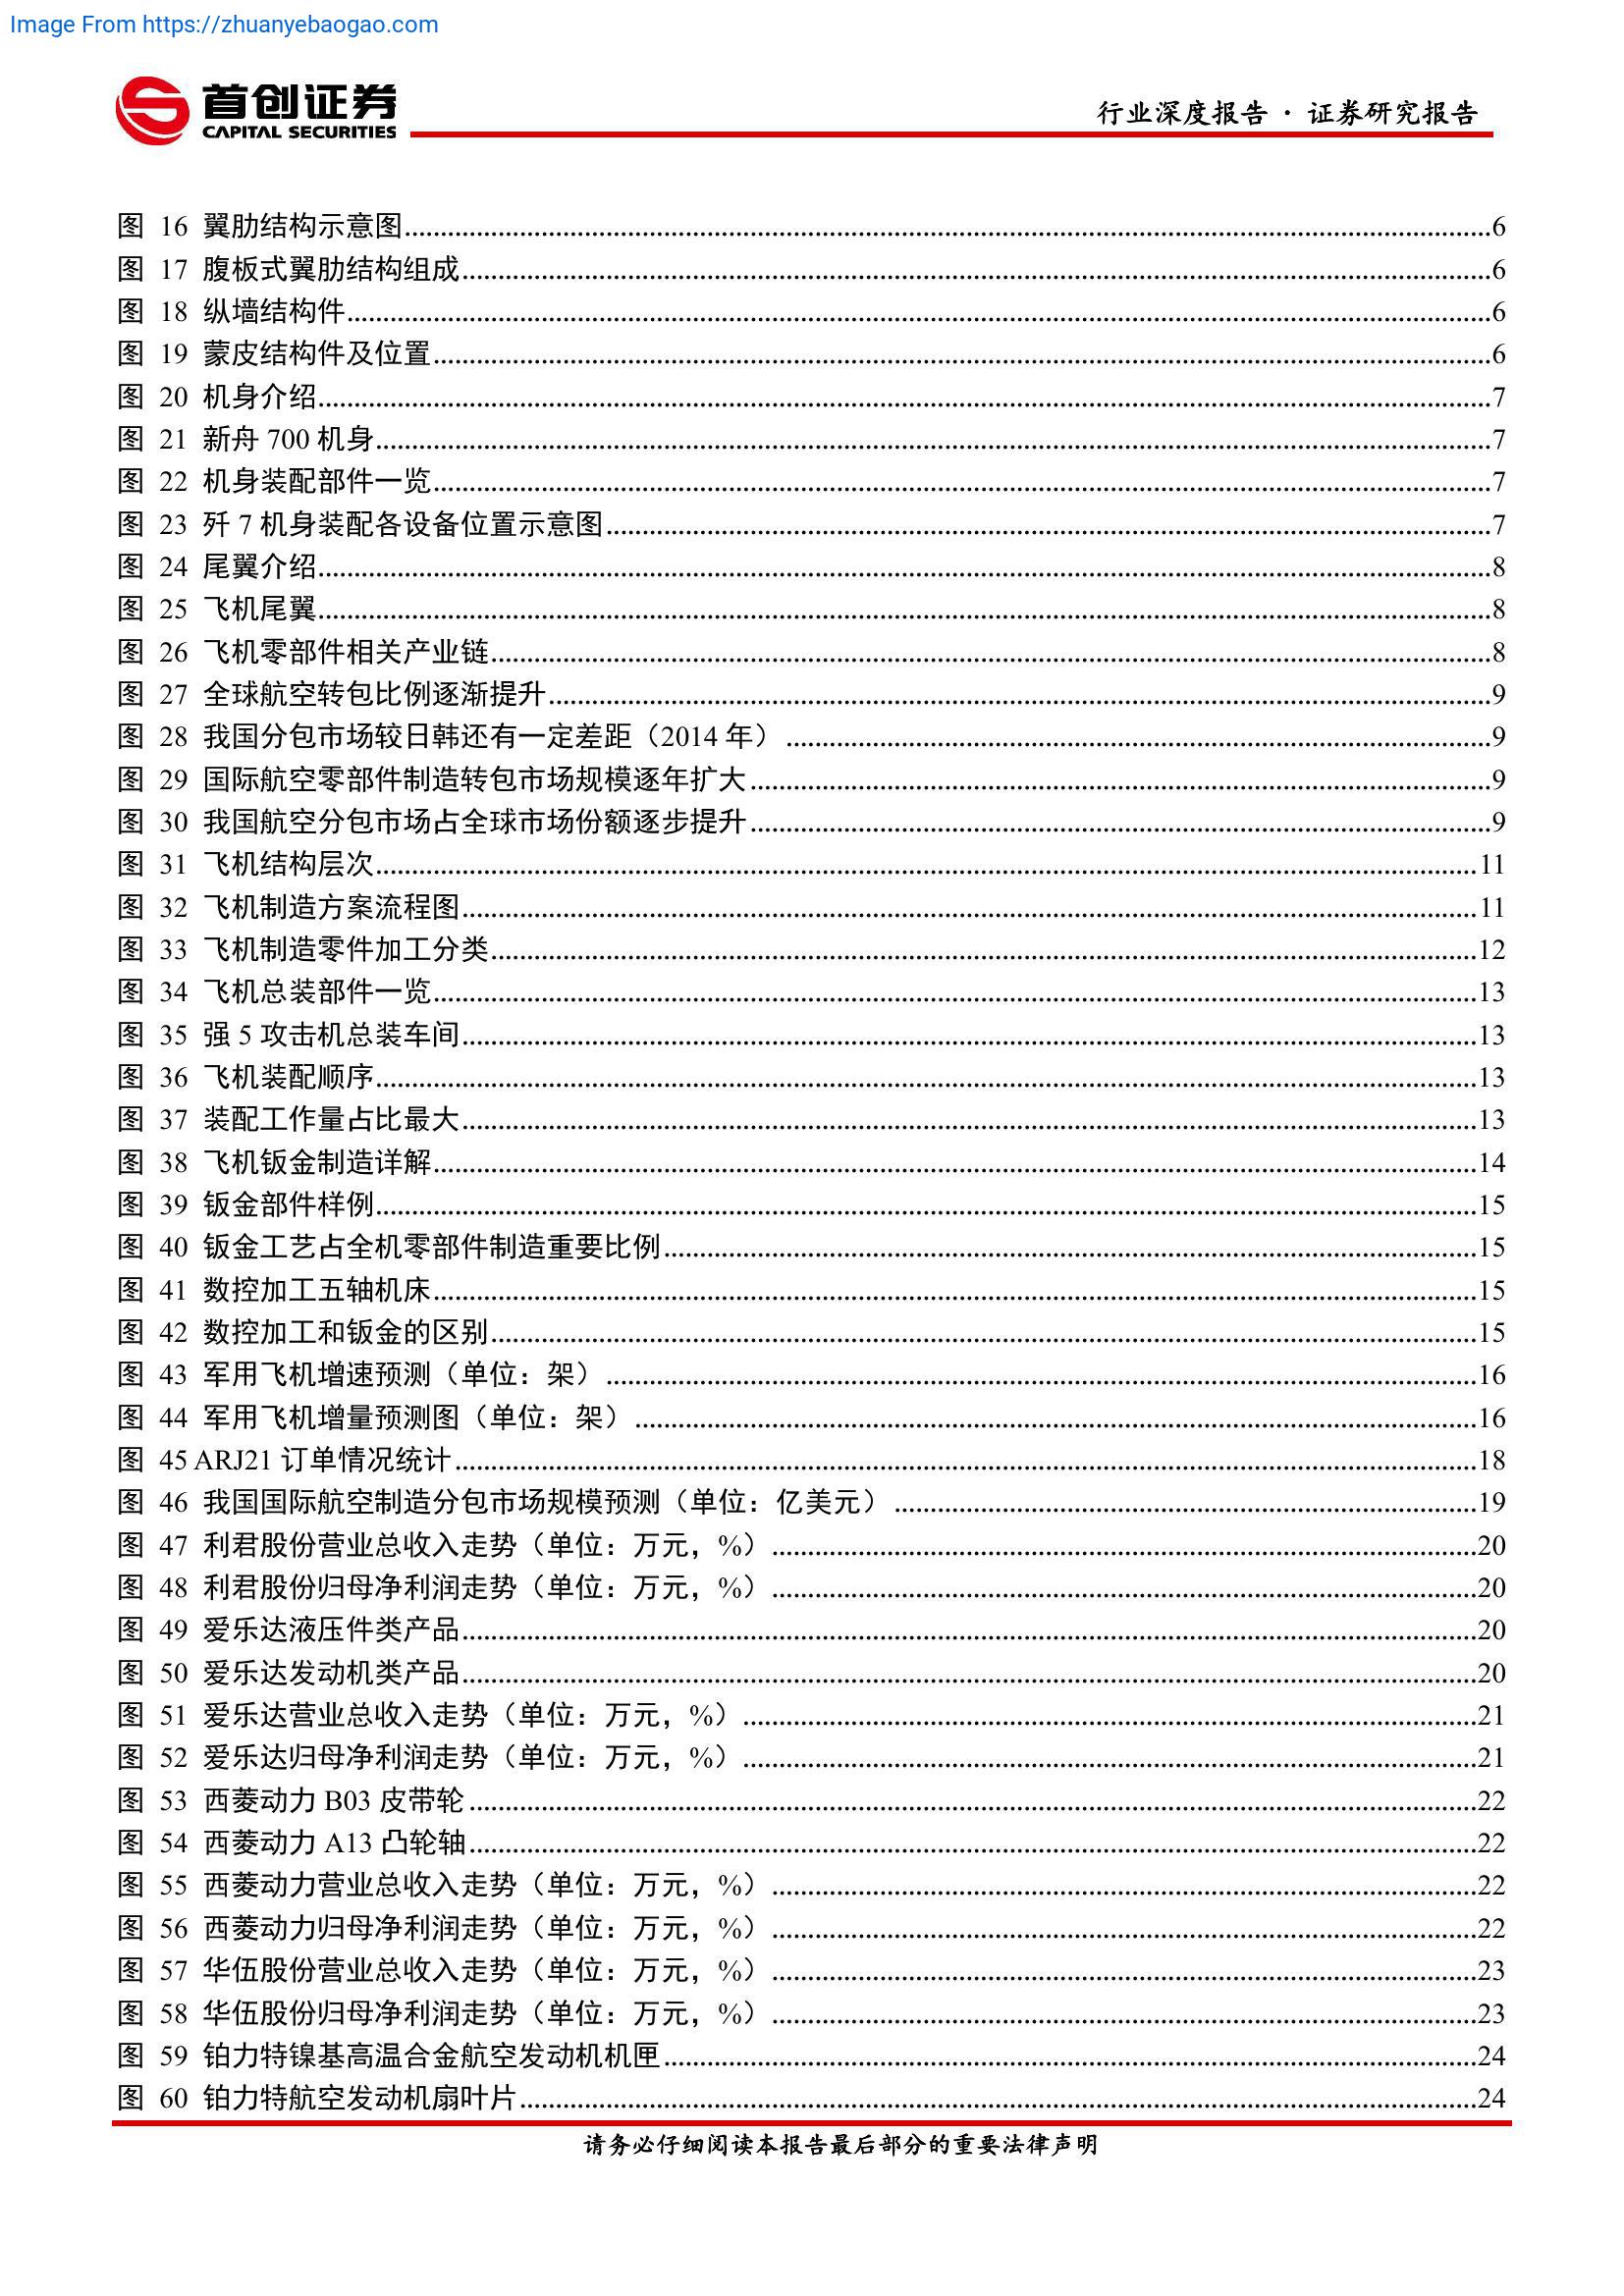 Image From https://zhuanyebaogao.com
首创证券
CAPITAL SECURITIES
行业深度报告 · 证券研究报告
图 16 翼肋结构示意图........6
图 17 腹板式翼肋结构组成........6
图 18 纵墙结构件........6
图 19 蒙皮结构件及位置........6
图 20 机身介绍........7
图 21 新舟 700 机身........7
图 22 机身装配部件一览........7
图 23 歼 7 机身装配各设备位置示意图........7
图 24 尾翼介绍........8
图 25 飞机尾翼........8
图 26 飞机零部件相关产业链........8
图 27 全球航空转包比例逐渐提升........9
图 28 我国分包市场较日韩还有一定差距（2014 年）........9
图 29 国际航空零部件制造转包市场规模逐年扩大........9
图 30 我国航空分包市场占全球市场份额逐步提升........9
图 31 飞机结构层次........11
图 32 飞机制造方案流程图........11
图 33 飞机制造零件加工分类........12
图 34 飞机总装部件一览........13
图 35 强 5 攻击机总装车间........13
图 36 飞机装配顺序........13
图 37 装配工作量占比最大........13
图 38 飞机钣金制造详解........14
图 39 钣金部件样例........15
图 40 钣金工艺占全机零部件制造重要比例........15
图 41 数控加工五轴机床........15
图 42 数控加工和钣金的区别........15
图 43 军用飞机增速预测（单位：架）........16
图 44 军用飞机增量预测图（单位：架）........16
图 45 ARJ21 订单情况统计........18
图 46 我国国际航空制造分包市场规模预测（单位：亿美元）........19
图 47 利君股份营业总收入走势（单位：万元，%）........20
图 48 利君股份归母净利润走势（单位：万元，%）........20
图 49 爱乐达液压件类产品........20
图 50 爱乐达发动机类产品........20
图 51 爱乐达营业总收入走势（单位：万元，%）........21
图 52 爱乐达归母净利润走势（单位：万元，%）........21
图 53 西菱动力 B03 皮带轮........22
图 54 西菱动力 A13 凸轮轴........22
图 55 西菱动力营业总收入走势（单位：万元，%）........22
图 56 西菱动力归母净利润走势（单位：万元，%）........22
图 57 华伍股份营业总收入走势（单位：万元，%）........23
图 58 华伍股份归母净利润走势（单位：万元，%）........23
图 59 铂力特镍基高温合金航空发动机机匣........24
图 60 铂力特航空发动机扇叶片........24
请务必仔细阅读本报告最后部分的重要法律声明